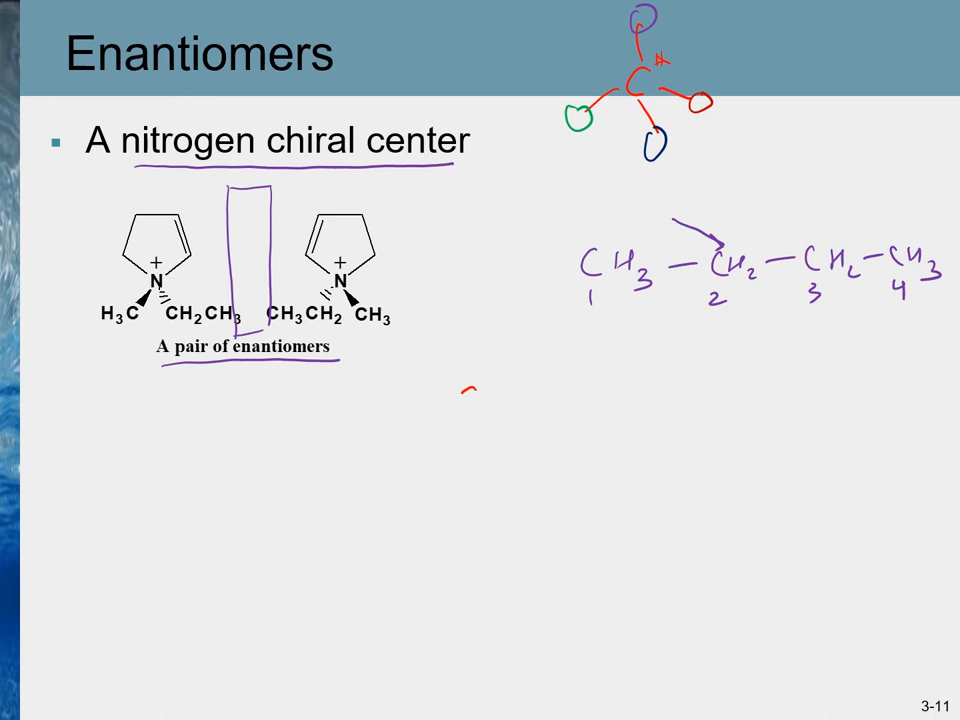 Enantiomers
C*
▪ A nitrogen chiral center
CH3 — CH2 — CH2 — CH3
1 2 3 4
+ +
N N
H3C CH2CH3 CH3CH2 CH3
A pair of enantiomers
3-11